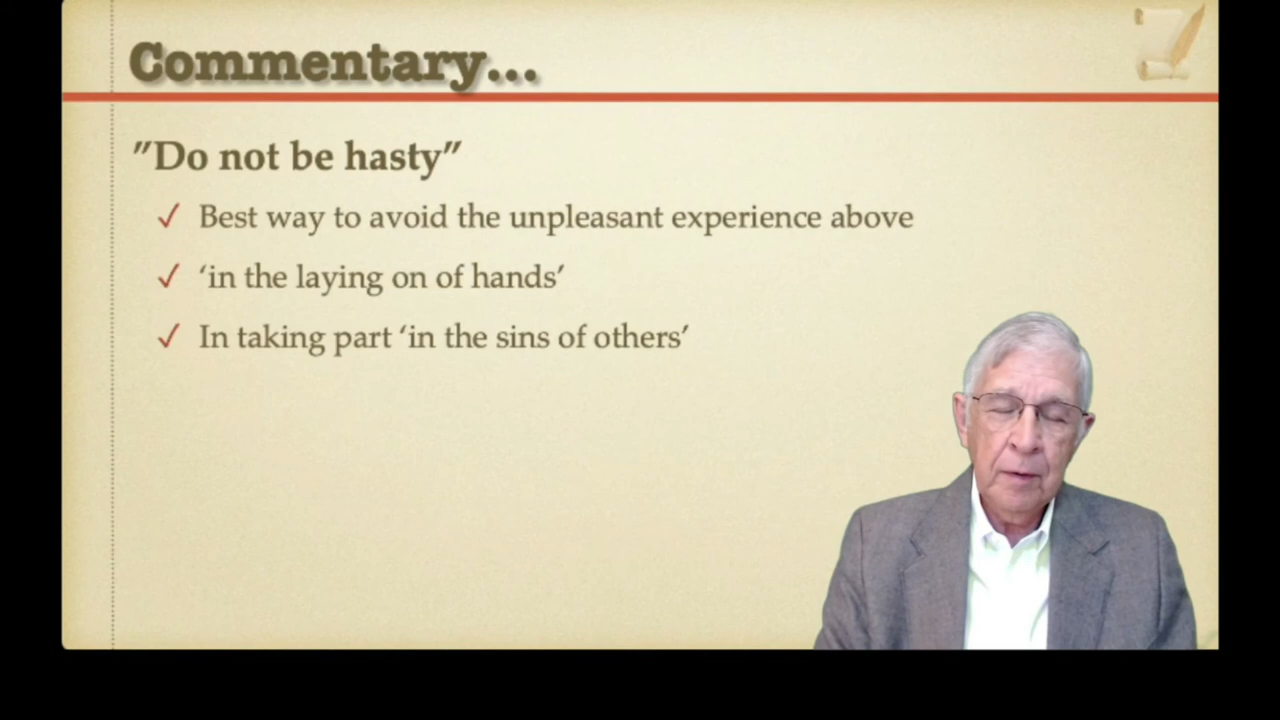 Commentary...
”Do not be hasty”
✓ Best way to avoid the unpleasant experience above
✓ ‘in the laying on of hands’
✓ In taking part ‘in the sins of others’